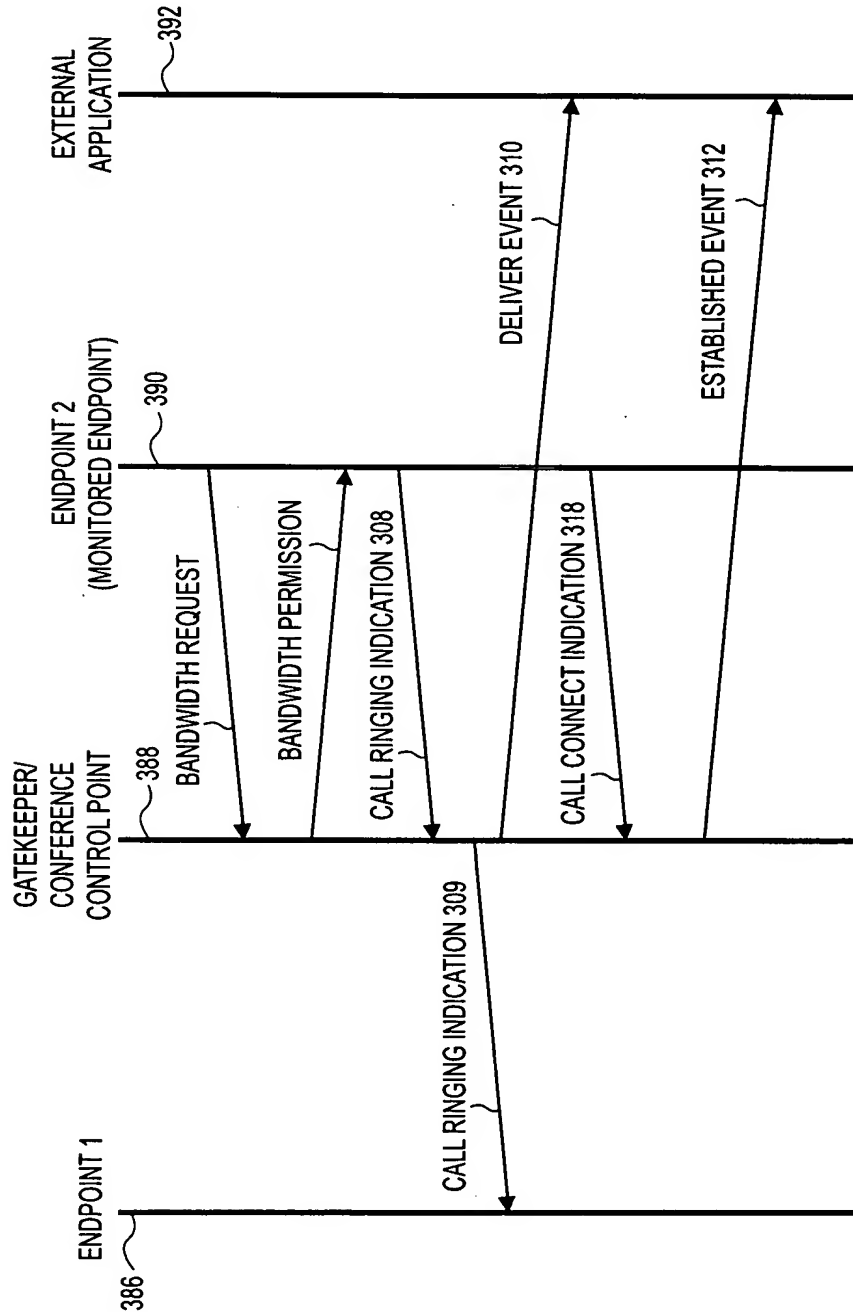 ENDPOINT 1
386
GATEKEEPER/
CONFERENCE
CONTROL POINT
388
ENDPOINT 2
(MONITORED ENDPOINT)
390
EXTERNAL
APPLICATION
392
BANDWIDTH REQUEST
BANDWIDTH PERMISSION
CALL RINGING INDICATION 308
CALL RINGING INDICATION 309
DELIVER EVENT 310
CALL CONNECT INDICATION 318
ESTABLISHED EVENT 312